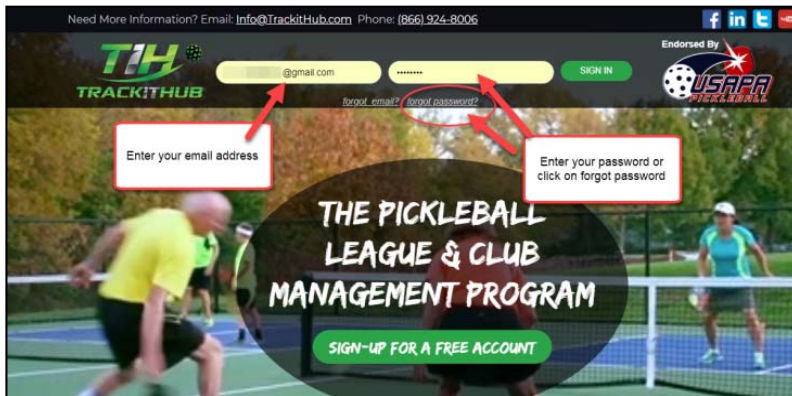 Need More Information? Email: Info@TrackitHub.com Phone: (866) 924-8006
TIH
TRACKITHUB
@gmail.com
SIGN IN
Endorsed By
USAPA
PICKLEBALL
forgot email? forgot password?
Enter your email address
Enter your password or
click on forgot password
THE PICKLEBALL
LEAGUE & CLUB
MANAGEMENT PROGRAM
SIGN-UP FOR A FREE ACCOUNT